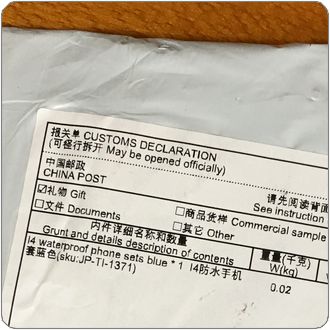 报关单 CUSTOMS DECLARATION
(可径行拆开 May be opened officially)
中国邮政
CHINA POST
请先阅读背面
See instruction
☑礼物 Gift
□商品货样 Commercial sample
□文件 Documents
□其它 Other
内件详细名称和数量
Grunt and details description of contents
重量(千克)
W(kg)
I4 waterproof phone sets blue * 1 I4防水手机
套蓝色(sku:JP-TI-1371)
0.02